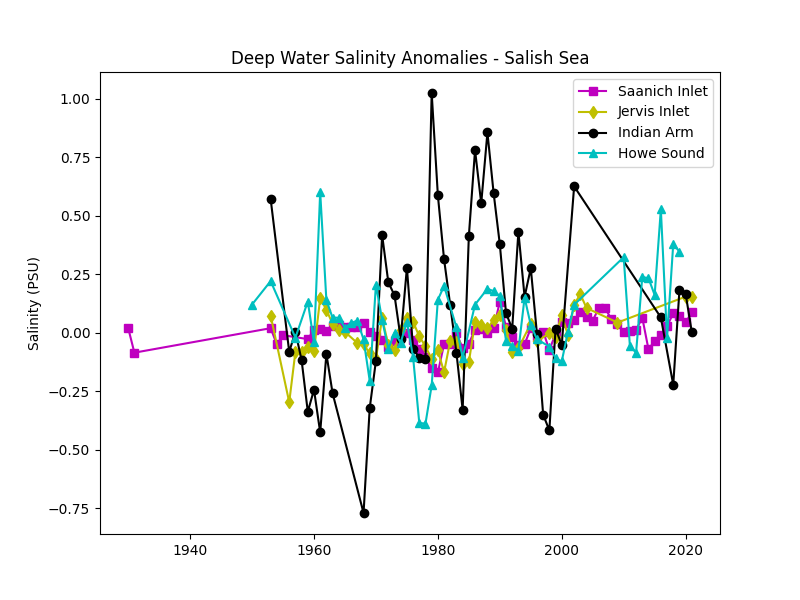 Deep Water Salinity Anomalies - Salish Sea
Saanich Inlet
Jervis Inlet
Indian Arm
Howe Sound
Salinity (PSU)
1.00
0.75
0.50
0.25
0.00
−0.25
−0.50
−0.75
1940
1960
1980
2000
2020